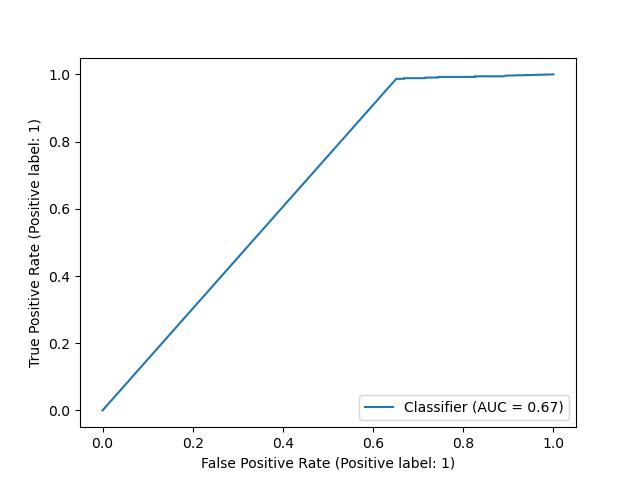 1.0
0.8
0.6
0.4
0.2
0.0
True Positive Rate (Positive label: 1)
Classifier (AUC = 0.67)
0.0 0.2 0.4 0.6 0.8 1.0
False Positive Rate (Positive label: 1)